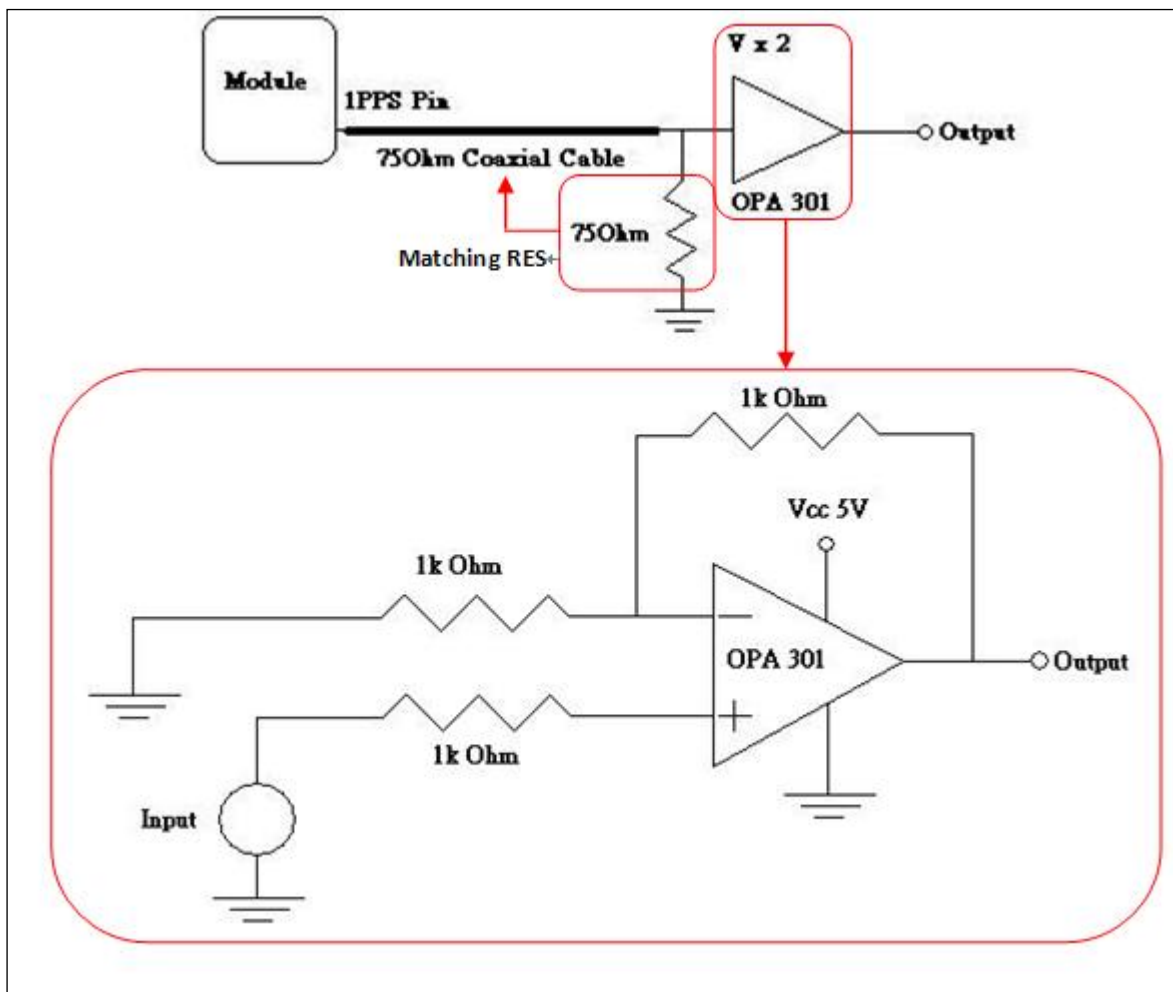 Module
V x 2
1PPS Pin
Output
75Ohm Coaxial Cable
OPA 301
75Ohm
Matching RES
1k Ohm
Vcc 5V
1k Ohm
−
OPA 301
Output
+
1k Ohm
Input